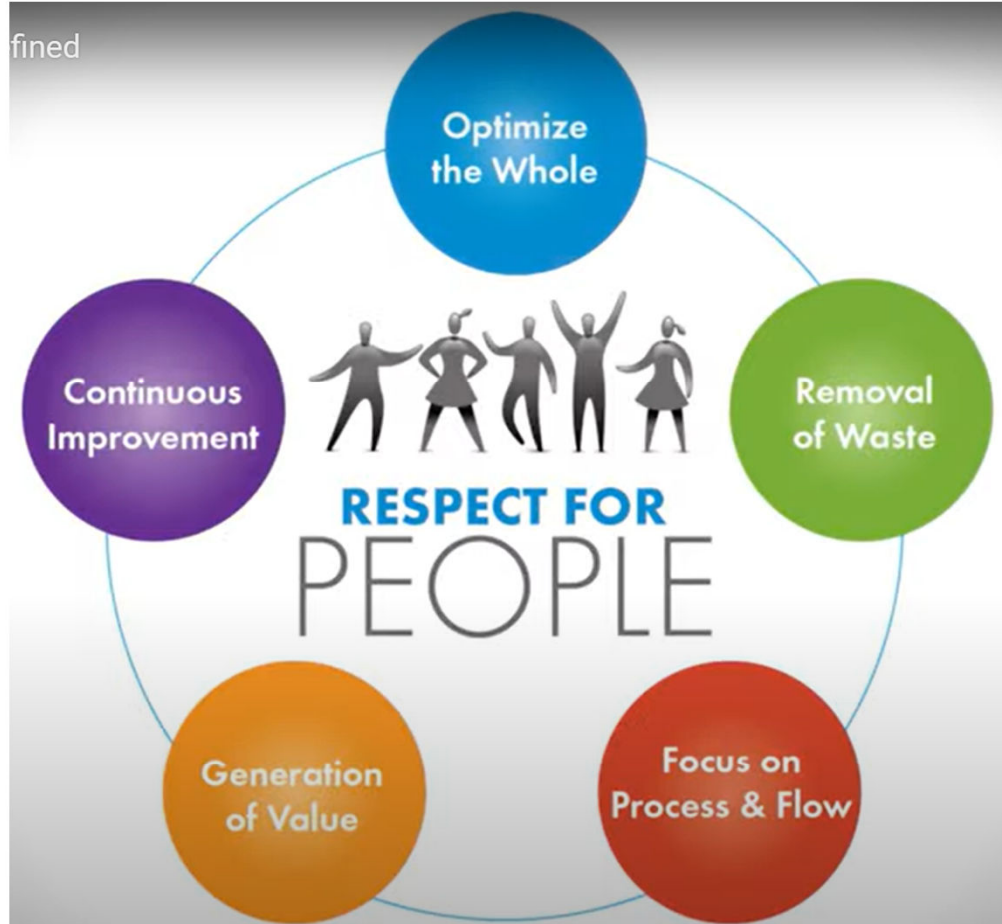 fined
Optimize
the Whole
Continuous
Improvement
Removal
of Waste
RESPECT FOR
PEOPLE
Generation
of Value
Focus on
Process & Flow